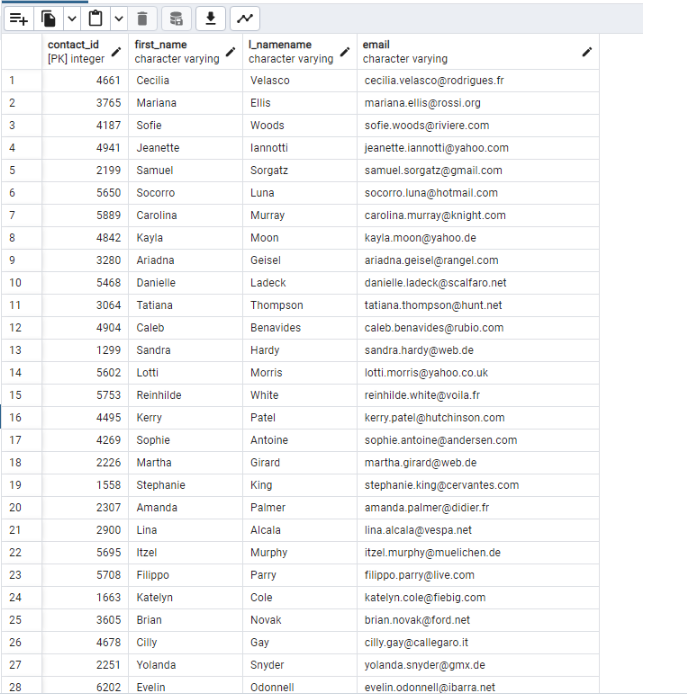 contact_id first_name l_namename email
[PK] integer character varying character varying character varying
1 4661 Cecilia Velasco cecilia.velasco@rodrigues.fr
2 3765 Mariana Ellis mariana.ellis@rossi.org
3 4187 Sofie Woods sofie.woods@riviere.com
4 4941 Jeanette Iannotti jeanette.iannotti@yahoo.com
5 2199 Samuel Sorgatz samuel.sorgatz@gmail.com
6 5650 Socorro Luna socorro.luna@hotmail.com
7 5889 Carolina Murray carolina.murray@knight.com
8 4842 Kayla Moon kayla.moon@yahoo.de
9 3280 Ariadna Geisel ariadna.geisel@rangel.com
10 5468 Danielle Ladeck danielle.ladeck@scalfaro.net
11 3064 Tatiana Thompson tatiana.thompson@hunt.net
12 4904 Caleb Benavides caleb.benavides@rubio.com
13 1299 Sandra Hardy sandra.hardy@web.de
14 5602 Lotti Morris lotti.morris@yahoo.co.uk
15 5753 Reinhilde White reinhilde.white@voila.fr
16 4495 Kerry Patel kerry.patel@hutchinson.com
17 4269 Sophie Antoine sophie.antoine@andersen.com
18 2226 Martha Girard martha.girard@web.de
19 1558 Stephanie King stephanie.king@cervantes.com
20 2307 Amanda Palmer amanda.palmer@didier.fr
21 2900 Lina Alcala lina.alcala@vespa.net
22 5695 Itzel Murphy itzel.murphy@muelichen.de
23 5708 Filippo Parry filippo.parry@live.com
24 1663 Katelyn Cole katelyn.cole@fiebig.com
25 3605 Brian Novak brian.novak@ford.net
26 4678 Cilly Gay cilly.gay@callegaro.it
27 2251 Yolanda Snyder yolanda.snyder@gmx.de
28 6202 Evelin Odonnell evelin.odonnell@ibarra.net